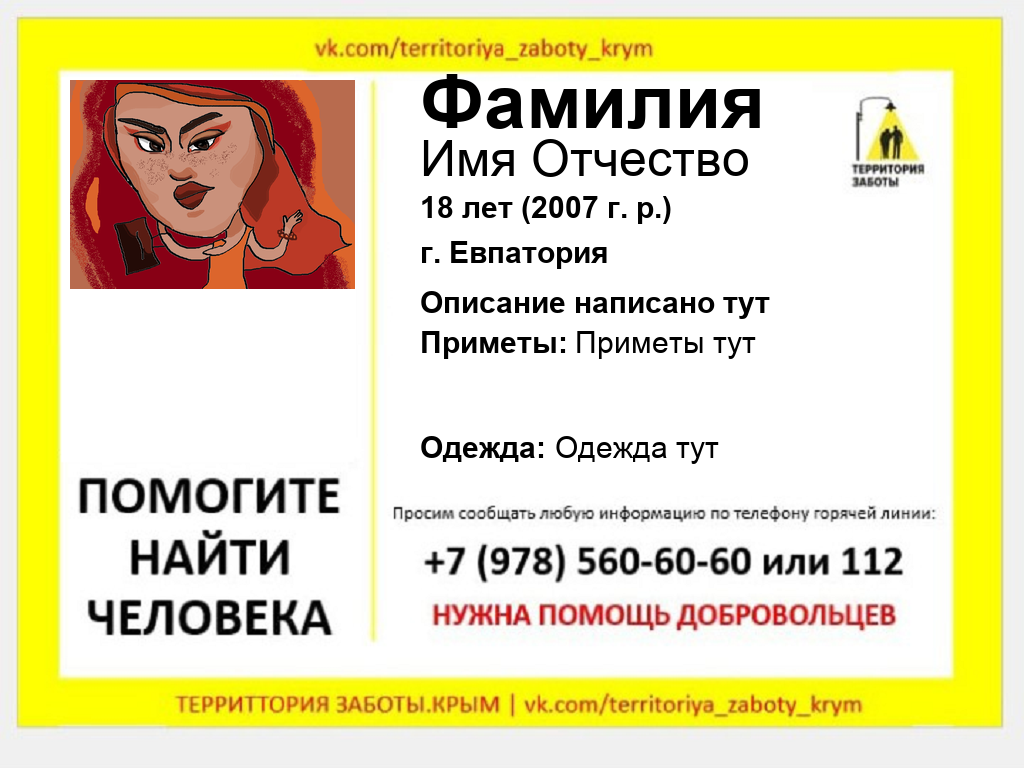 vk.com/territoriya_zaboty_krym
Фамилия
Имя Отчество
18 лет (2007 г. р.)
г. Евпатория
Описание написано тут
Приметы: Приметы тут
Одежда: Одежда тут
ТЕРРИТОРИЯ
ЗАБОТЫ
ПОМОГИТЕ
НАЙТИ
ЧЕЛОВЕКА
Просим сообщать любую информацию по телефону горячей линии:
+7 (978) 560-60-60 или 112
НУЖНА ПОМОЩЬ ДОБРОВОЛЬЦЕВ
ТЕРРИТТОРИЯ ЗАБОТЫ.КРЫМ | vk.com/territoriya_zaboty_krym